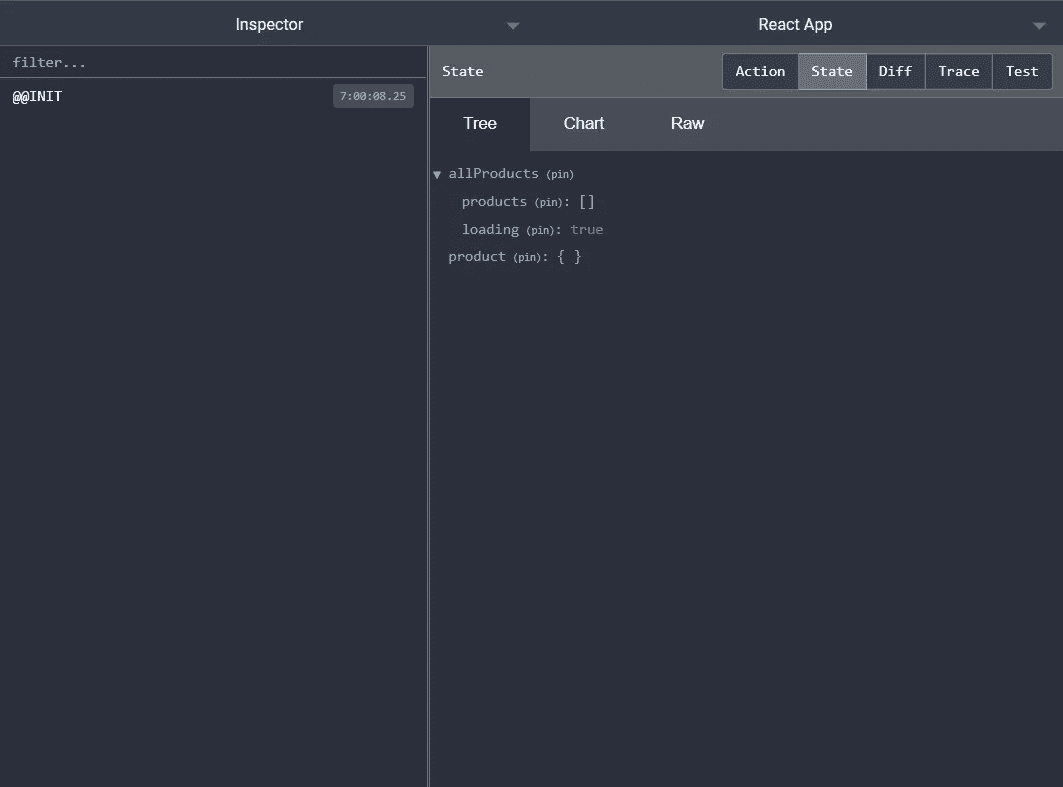 Inspector React App
filter...
State Action State Diff Trace Test
@@INIT 7:00:08.25
Tree Chart Raw
▼ allProducts (pin)
products (pin): []
loading (pin): true
product (pin): { }